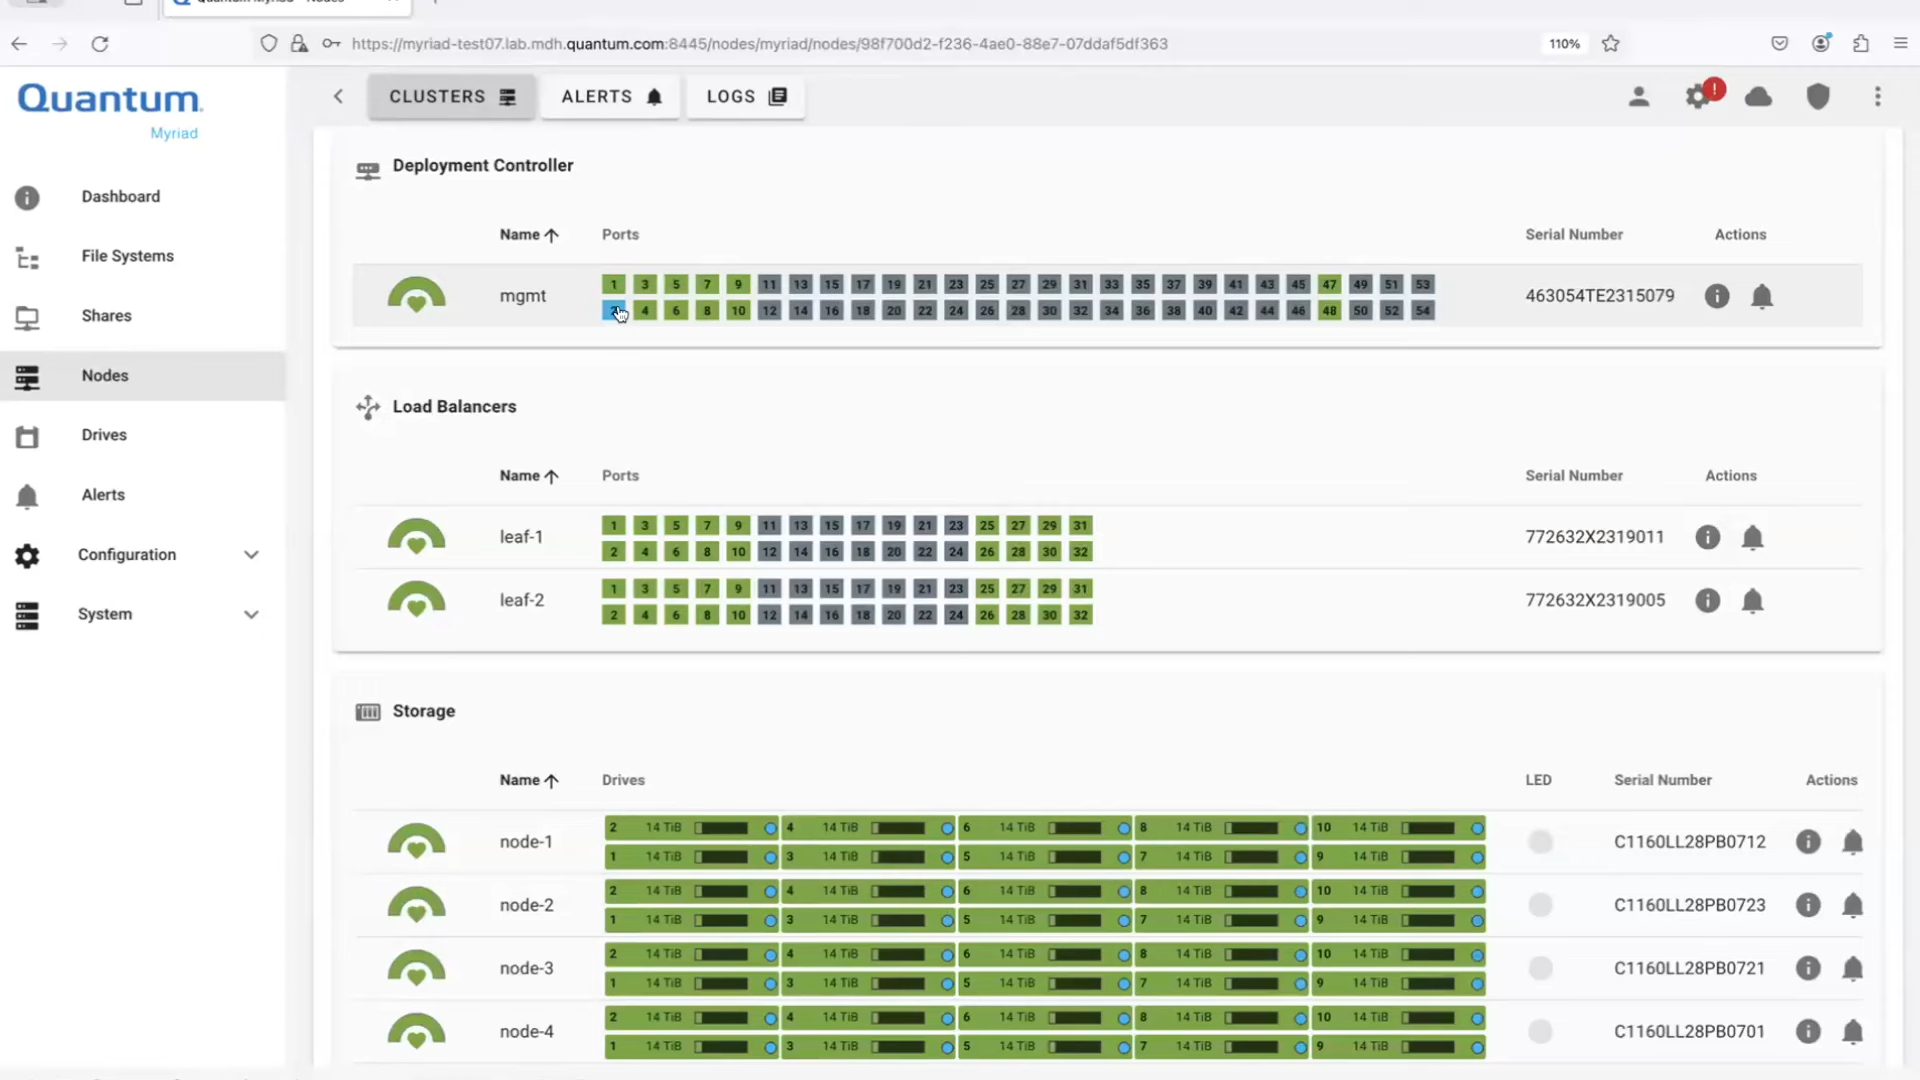 https://myriad-test07.lab.mdh.quantum.com:8445/nodes/myriad/nodes/98f700d2-f236-4ae0-88e7-07ddaf5df363
110%
Quantum
Myriad
CLUSTERS
ALERTS
LOGS
!
Dashboard
File Systems
Shares
Nodes
Drives
Alerts
Configuration
System
Deployment Controller
Name Ports Serial Number Actions
1 3 5 7 9 11 13 15 17 19 21 23 25 27 29 31 33 35 37 39 41 43 45 47 49 51 53
mgmt 463054TE2315079
4 6 8 10 12 14 16 18 20 22 24 26 28 30 32 34 36 38 40 42 44 46 48 50 52 54
Load Balancers
Name Ports Serial Number Actions
1 3 5 7 9 11 13 15 17 19 21 23 25 27 29 31
leaf-1 772632X2319011
2 4 6 8 10 12 14 16 18 20 22 24 26 28 30 32
1 3 5 7 9 11 13 15 17 19 21 23 25 27 29 31
leaf-2 772632X2319005
2 4 6 8 10 12 14 16 18 20 22 24 26 28 30 32
Storage
Name Drives LED Serial Number Actions
2 14 TiB 4 14 TiB 6 14 TiB 8 14 TiB 10 14 TiB
node-1 C1160LL28PB0712
1 14 TiB 3 14 TiB 5 14 TiB 7 14 TiB 9 14 TiB
2 14 TiB 4 14 TiB 6 14 TiB 8 14 TiB 10 14 TiB
node-2 C1160LL28PB0723
1 14 TiB 3 14 TiB 5 14 TiB 7 14 TiB 9 14 TiB
2 14 TiB 4 14 TiB 6 14 TiB 8 14 TiB 10 14 TiB
node-3 C1160LL28PB0721
1 14 TiB 3 14 TiB 5 14 TiB 7 14 TiB 9 14 TiB
2 14 TiB 4 14 TiB 6 14 TiB 8 14 TiB 10 14 TiB
node-4 C1160LL28PB0701
1 14 TiB 3 14 TiB 5 14 TiB 7 14 TiB 9 14 TiB